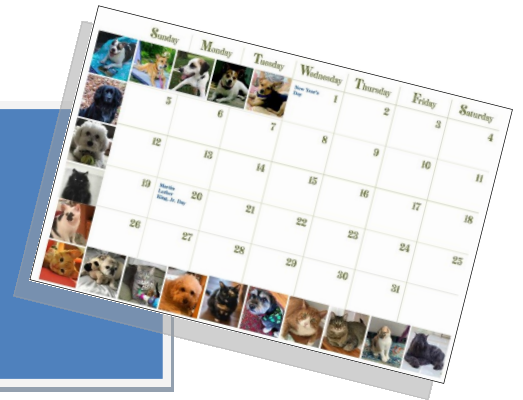 Sunday Monday Tuesday Wednesday Thursday Friday Saturday
New Year's
Day
1 2 3 4
5 6 7 8 9 10 11
12 13 14 15 16 17 18
19 20 21 22 23 24 25
Martin
Luther
King, Jr. Day
26 27 28 29 30 31